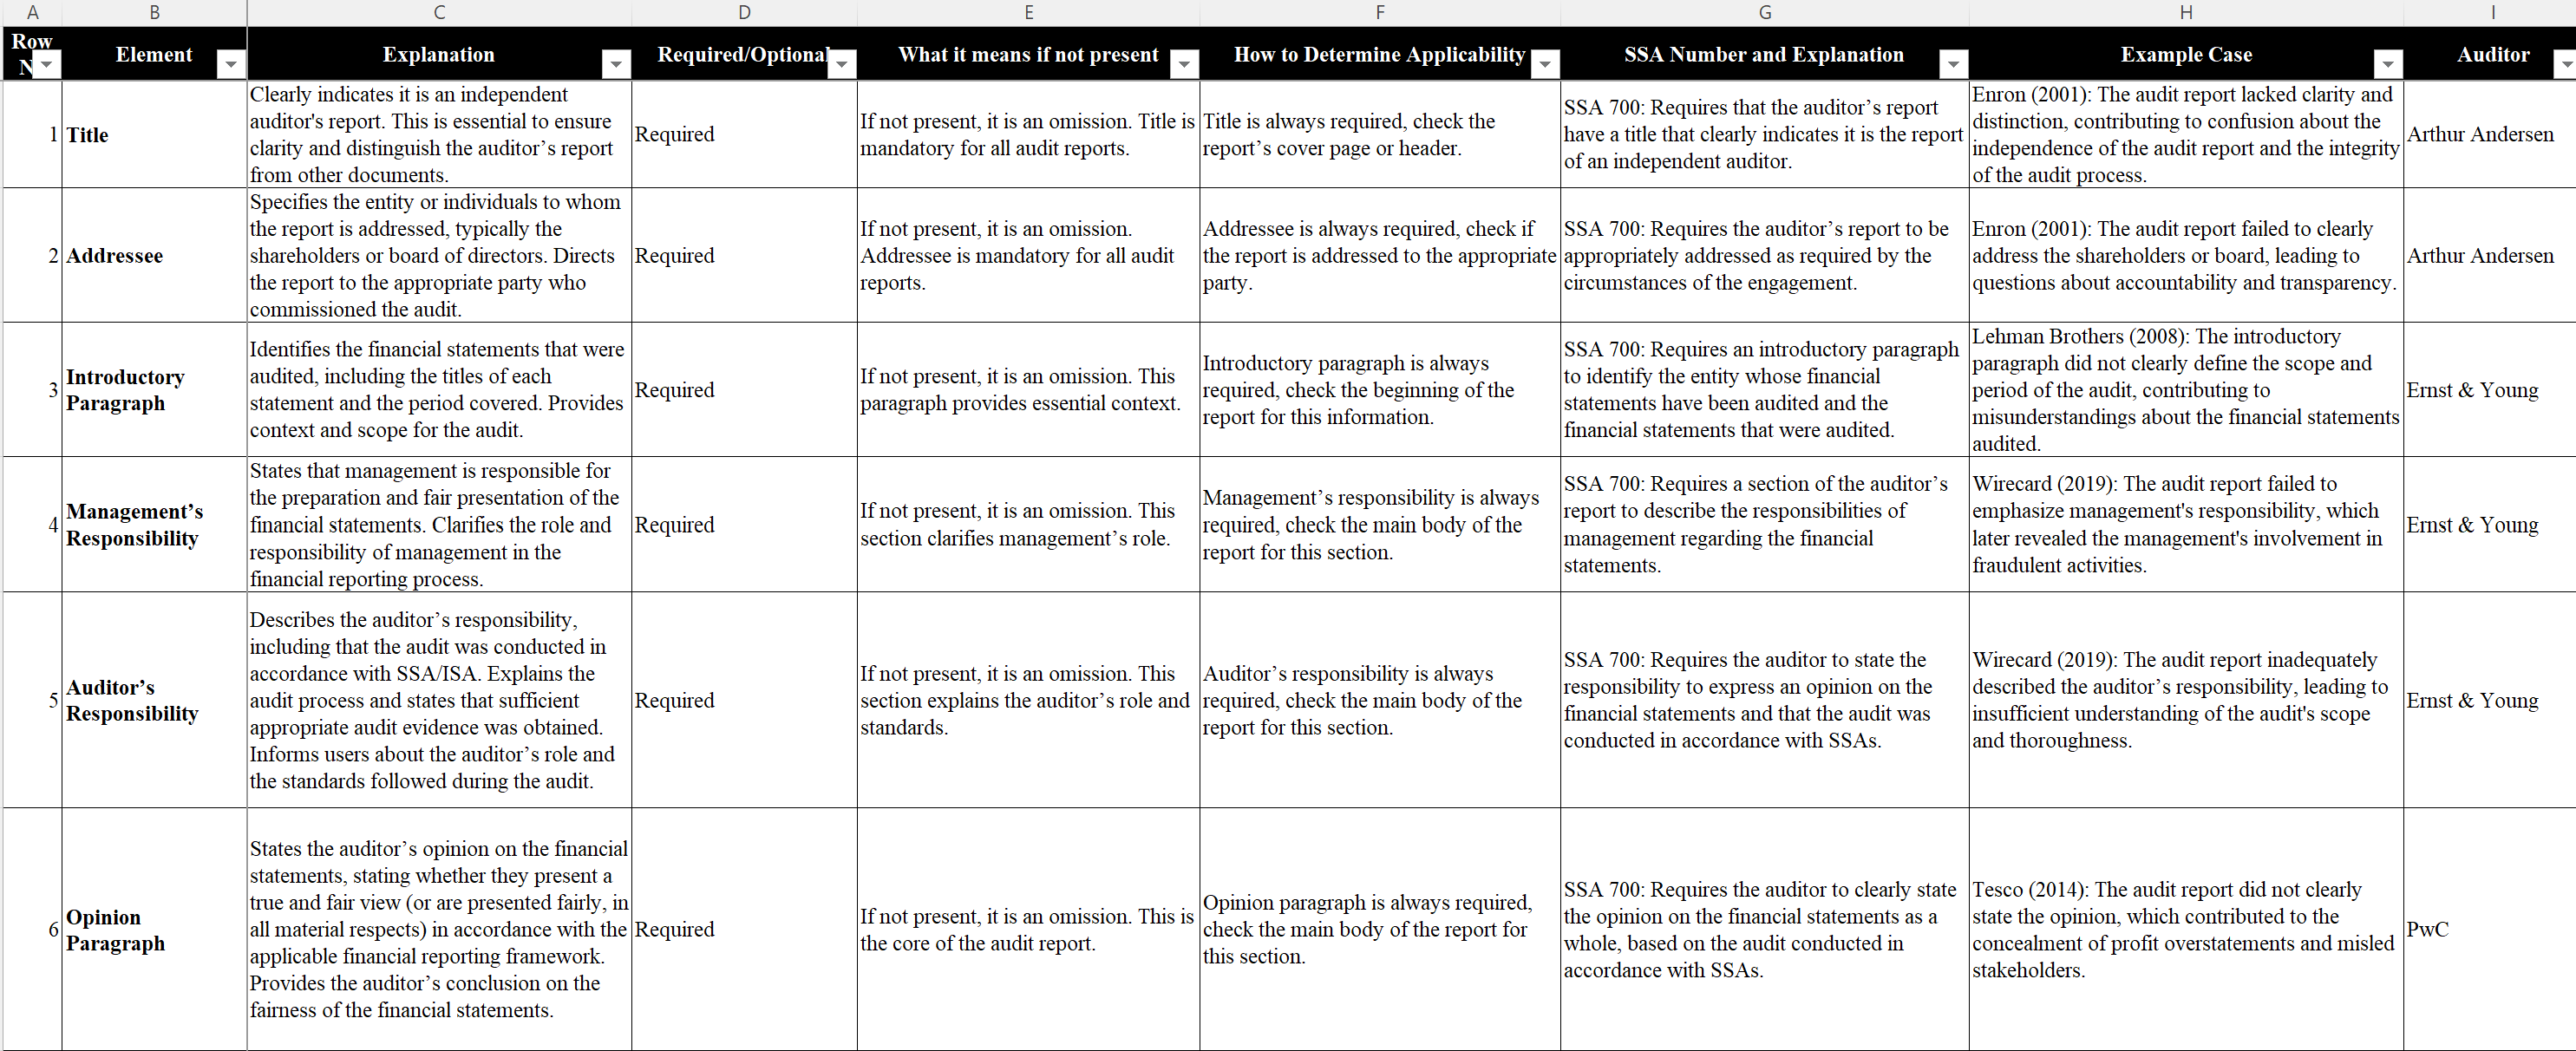 A B C D E F G H I
Row N Element Explanation Required/Optional What it means if not present How to Determine Applicability SSA Number and Explanation Example Case Auditor
1
Title
Clearly indicates it is an independent
auditor's report. This is essential to ensure
clarity and distinguish the auditor’s report
from other documents.
Required
If not present, it is an omission. Title is
mandatory for all audit reports.
Title is always required, check the
report’s cover page or header.
SSA 700: Requires that the auditor’s report
have a title that clearly indicates it is the report
of an independent auditor.
Enron (2001): The audit report lacked clarity and
distinction, contributing to confusion about the
independence of the audit report and the integrity
of the audit process.
Arthur Andersen
2
Addressee
Specifies the entity or individuals to whom
the report is addressed, typically the
shareholders or board of directors. Directs
the report to the appropriate party who
commissioned the audit.
Required
If not present, it is an omission.
Addressee is mandatory for all audit
reports.
Addressee is always required, check if
the report is addressed to the appropriate
party.
SSA 700: Requires the auditor’s report to be
appropriately addressed as required by the
circumstances of the engagement.
Enron (2001): The audit report failed to clearly
address the shareholders or board, leading to
questions about accountability and transparency.
Arthur Andersen
3
Introductory
Paragraph
Identifies the financial statements that were
audited, including the titles of each
statement and the period covered. Provides
context and scope for the audit.
Required
If not present, it is an omission. This
paragraph provides essential context.
Introductory paragraph is always
required, check the beginning of the
report for this information.
SSA 700: Requires an introductory paragraph
to identify the entity whose financial
statements have been audited and the
financial statements that were audited.
Lehman Brothers (2008): The introductory
paragraph did not clearly define the scope and
period of the audit, contributing to
misunderstandings about the financial statements
audited.
Ernst & Young
4
Management’s
Responsibility
States that management is responsible for
the preparation and fair presentation of the
financial statements. Clarifies the role and
responsibility of management in the
financial reporting process.
Required
If not present, it is an omission. This
section clarifies management’s role.
Management’s responsibility is always
required, check the main body of the
report for this section.
SSA 700: Requires a section of the auditor’s
report to describe the responsibilities of
management regarding the financial
statements.
Wirecard (2019): The audit report failed to
emphasize management's responsibility, which
later revealed the management's involvement in
fraudulent activities.
Ernst & Young
5
Auditor’s
Responsibility
Describes the auditor’s responsibility,
including that the audit was conducted in
accordance with SSA/ISA. Explains the
audit process and states that sufficient
appropriate audit evidence was obtained.
Informs users about the auditor’s role and
the standards followed during the audit.
Required
If not present, it is an omission. This
section explains the auditor’s role and
standards.
Auditor’s responsibility is always
required, check the main body of the
report for this section.
SSA 700: Requires the auditor to state the
responsibility to express an opinion on the
financial statements and that the audit was
conducted in accordance with SSAs.
Wirecard (2019): The audit report inadequately
described the auditor’s responsibility, leading to
insufficient understanding of the audit's scope
and thoroughness.
Ernst & Young
6
Opinion
Paragraph
States the auditor’s opinion on the financial
statements, stating whether they present a
true and fair view (or are presented fairly, in
all material respects) in accordance with the
applicable financial reporting framework.
Provides the auditor’s conclusion on the
fairness of the financial statements.
Required
If not present, it is an omission. This is
the core of the audit report.
Opinion paragraph is always required,
check the main body of the report for
this section.
SSA 700: Requires the auditor to clearly state
the opinion on the financial statements as a
whole, based on the audit conducted in
accordance with SSAs.
Tesco (2014): The audit report did not clearly
state the opinion, which contributed to the
concealment of profit overstatements and misled
stakeholders.
PwC